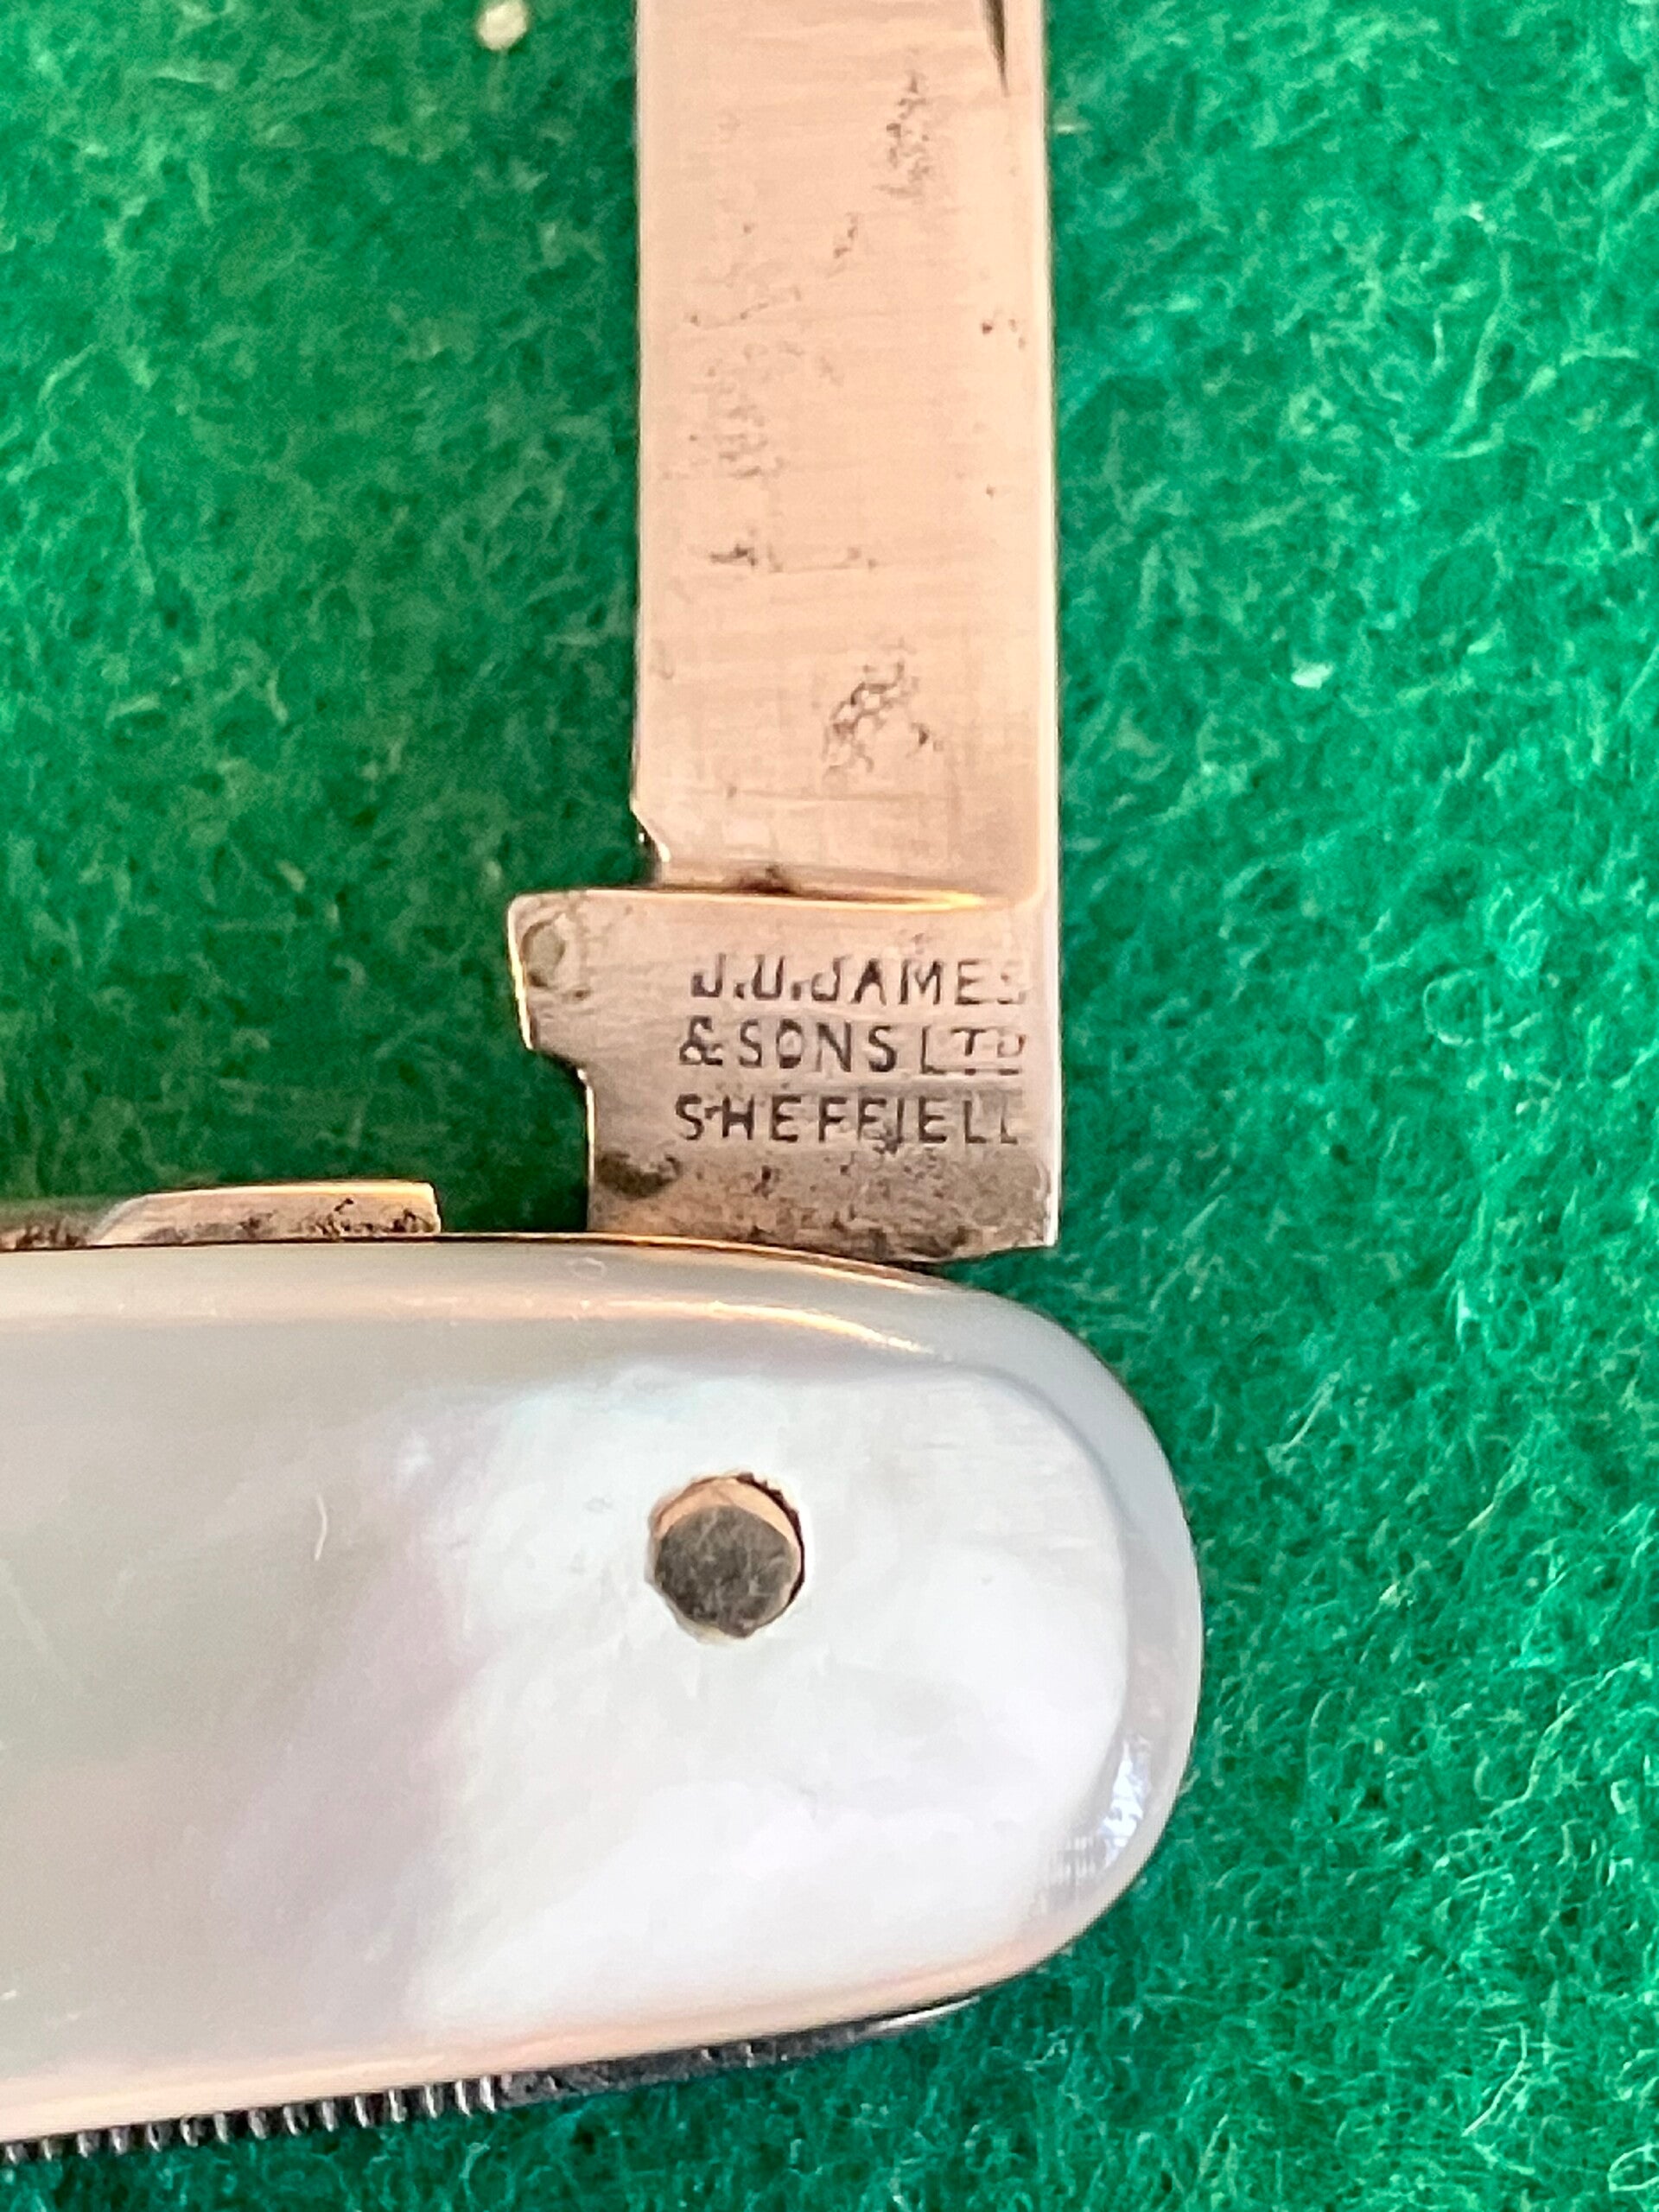 J.U.JAMES
& SONS LTD
SHEFFIELD